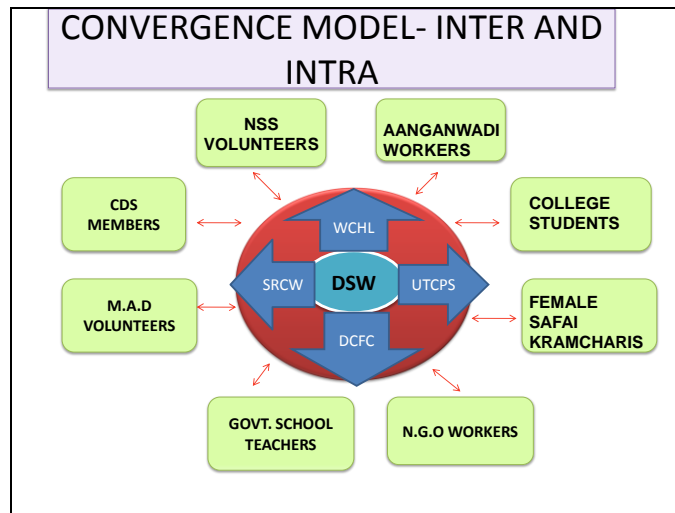 CONVERGENCE MODEL- INTER AND
INTRA
NSS
VOLUNTEERS
AANGANWADI
WORKERS
CDS
MEMBERS
COLLEGE
STUDENTS
WCHL
SRCW
DSW
UTCPS
DCFC
M.A.D
VOLUNTEERS
FEMALE
SAFAI
KRAMCHARIS
GOVT. SCHOOL
TEACHERS
N.G.O WORKERS